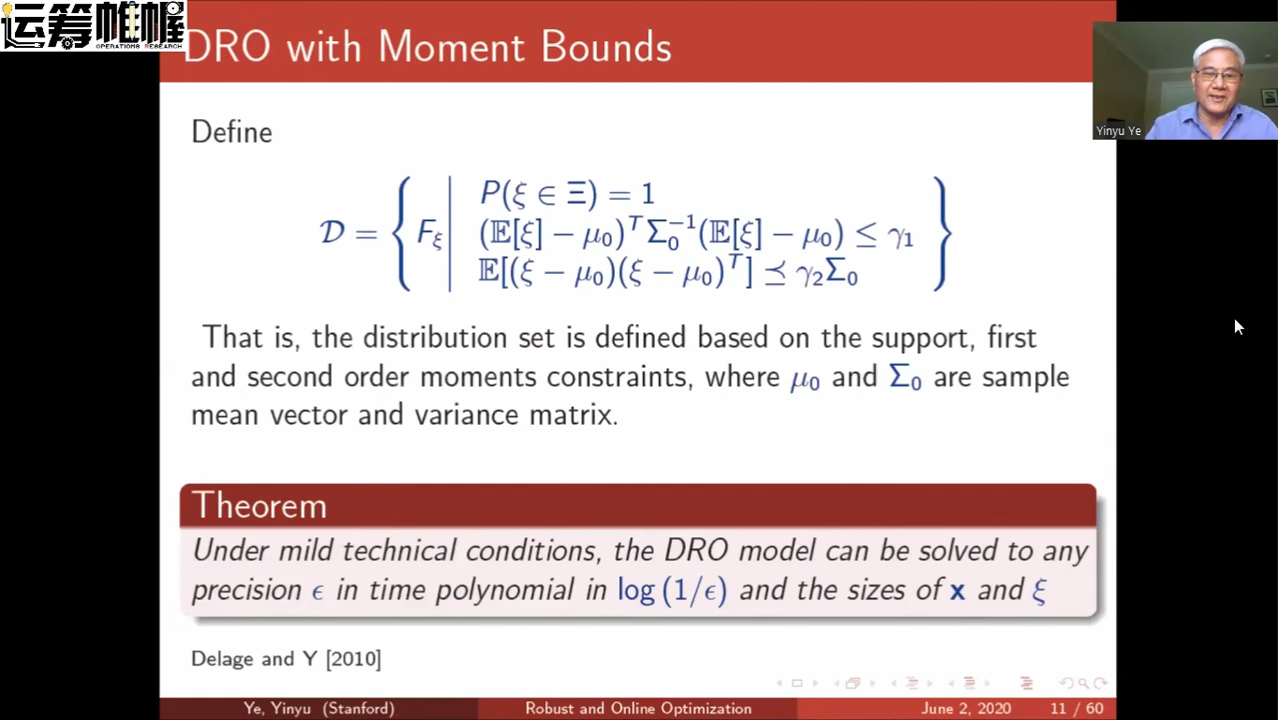 运筹帷幄
OPERATIONS RESEARCH
DRO with Moment Bounds
Yinyu Ye
Define
𝒟 = { F_ξ | P(ξ ∈ Ξ) = 1
(𝔼[ξ] − μ₀)ᵀ Σ₀⁻¹ (𝔼[ξ] − μ₀) ≤ γ₁
𝔼[(ξ − μ₀)(ξ − μ₀)ᵀ] ⪯ γ₂Σ₀ }
That is, the distribution set is defined based on the support, first
and second order moments constraints, where μ₀ and Σ₀ are sample
mean vector and variance matrix.
Theorem
Under mild technical conditions, the DRO model can be solved to any
precision ϵ in time polynomial in log (1/ϵ) and the sizes of x and ξ
Delage and Y [2010]
Ye, Yinyu (Stanford) Robust and Online Optimization June 2, 2020 11 / 60